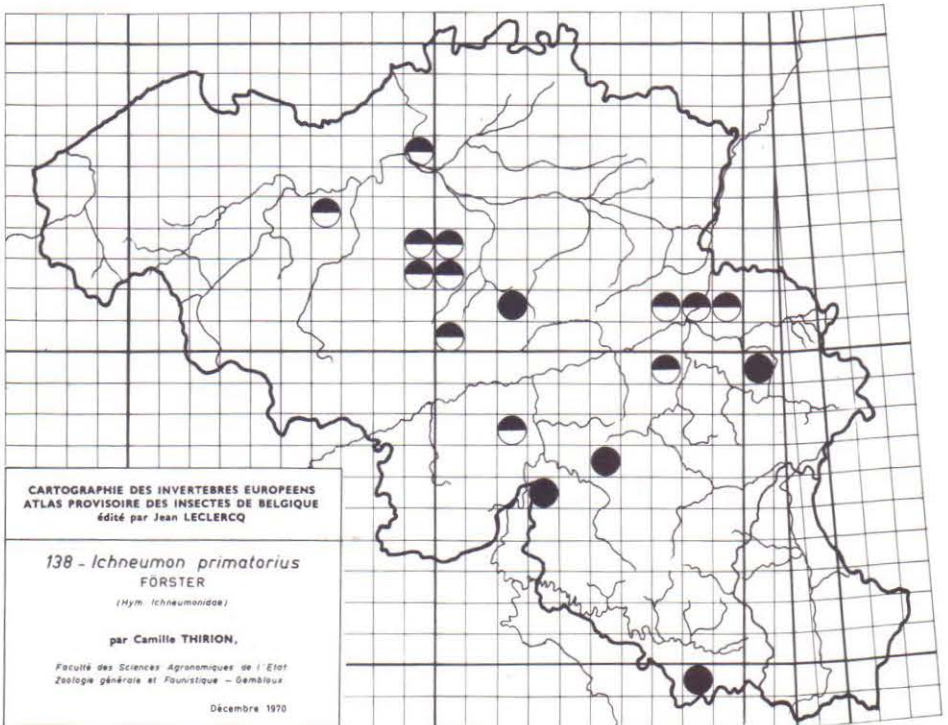 CARTOGRAPHIE DES INVERTEBRES EUROPEENS
ATLAS PROVISOIRE DES INSECTES DE BELGIQUE
édité par Jean LECLERCQ
138 - Ichneumon primatorius
FÖRSTER
(Hym. Ichneumonidae)
par Camille THIRION,
Faculté des Sciences Agronomiques de l'Etat
Zoologie générale et Faunistique - Gembloux
Décembre 1970